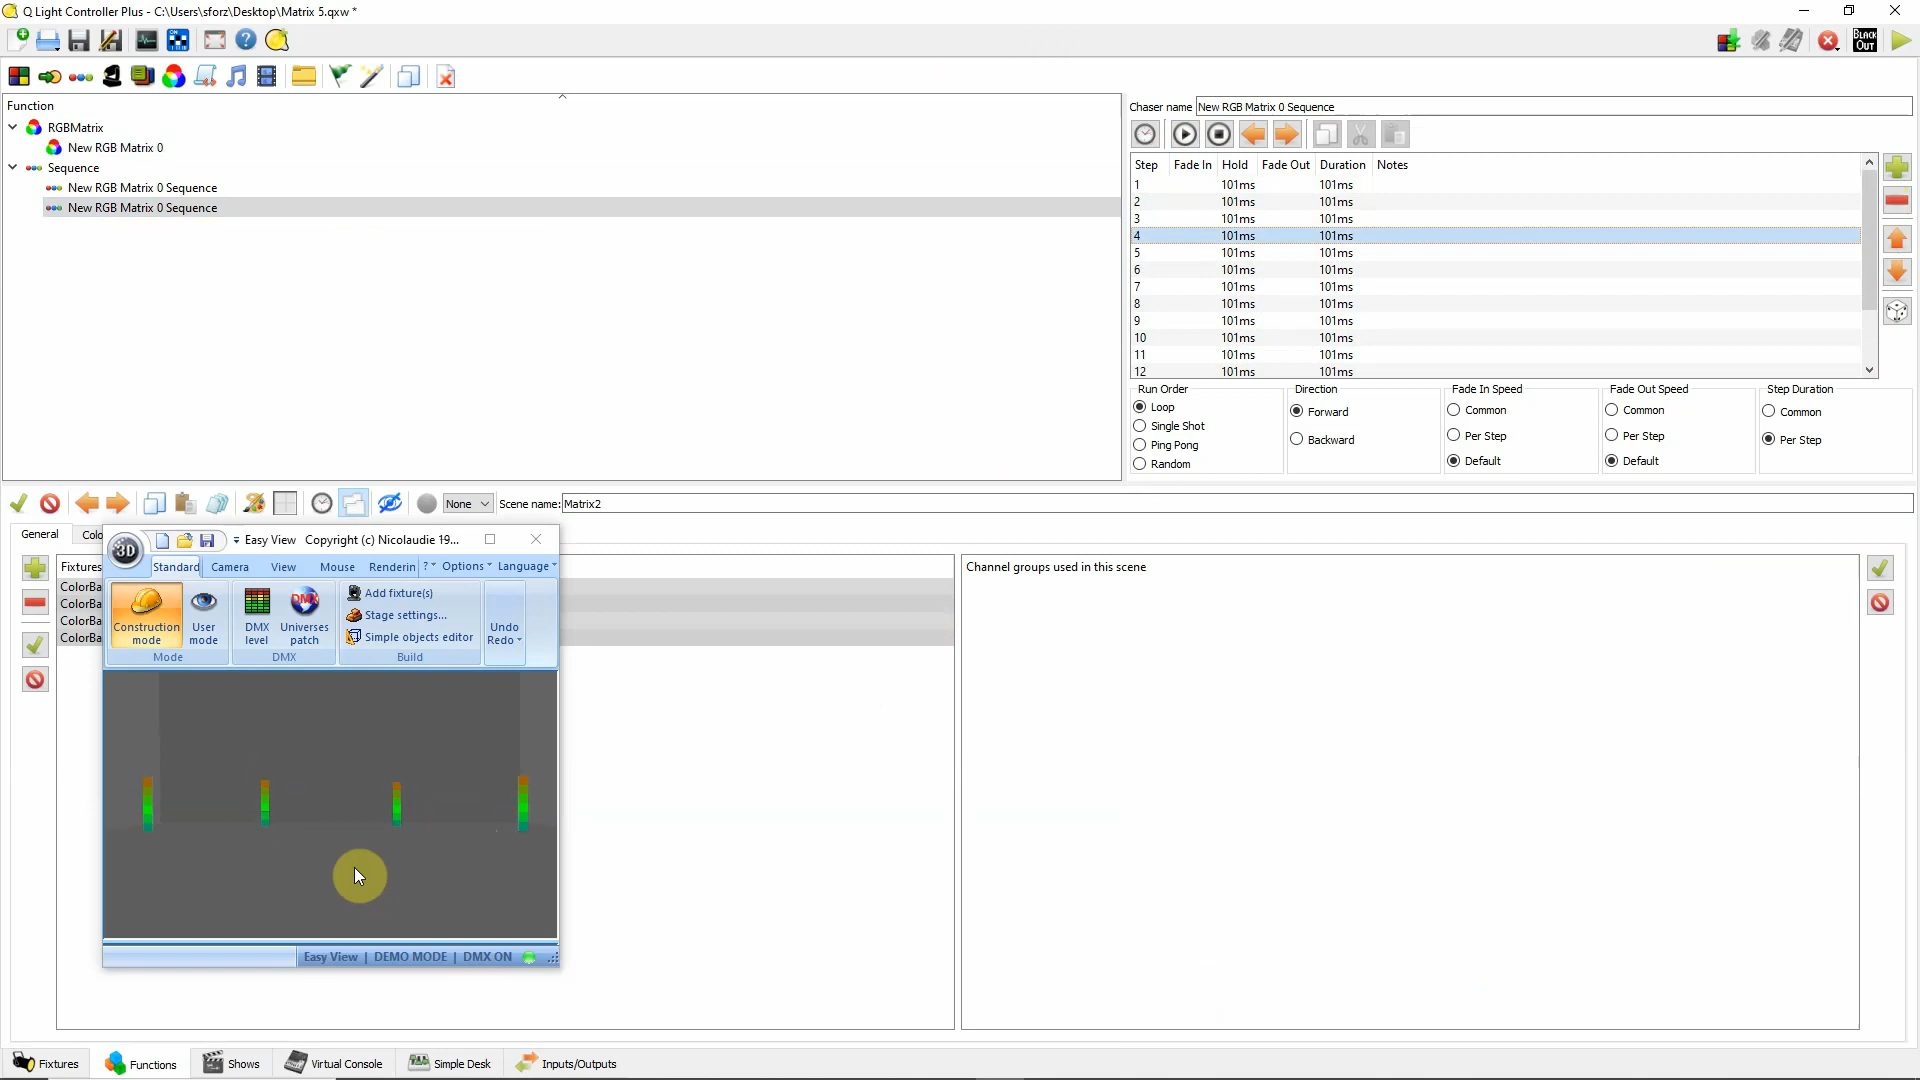 Q Light Controller Plus - C:\Users\sforz\Desktop\Matrix 5.qxw *
ON
BLACK OUT
Function
RGBMatrix
New RGB Matrix 0
Sequence
New RGB Matrix 0 Sequence
New RGB Matrix 0 Sequence
Chaser name New RGB Matrix 0 Sequence
Step Fade In Hold Fade Out Duration Notes
1 101ms 101ms
2 101ms 101ms
3 101ms 101ms
4 101ms 101ms
5 101ms 101ms
6 101ms 101ms
7 101ms 101ms
8 101ms 101ms
9 101ms 101ms
10 101ms 101ms
11 101ms 101ms
12 101ms 101ms
Run Order
Loop
Single Shot
Ping Pong
Random
Direction
Forward
Backward
Fade In Speed
Common
Per Step
Default
Fade Out Speed
Common
Per Step
Default
Step Duration
Common
Per Step
None Scene name: Matrix2
General Colo
Fixtures
ColorBa
ColorBa
ColorBa
ColorBa
Channel groups used in this scene
3D Easy View Copyright (c) Nicolaudie 19...
Standard Camera View Mouse Renderin ? Options Language
Construction mode
User mode
Mode
DMX level
DMX
Universes patch
DMX
Add fixture(s)
Stage settings...
Simple objects editor
Build
Undo
Redo
Easy View | DEMO MODE | DMX ON
Fixtures Functions Shows Virtual Console Simple Desk Inputs/Outputs